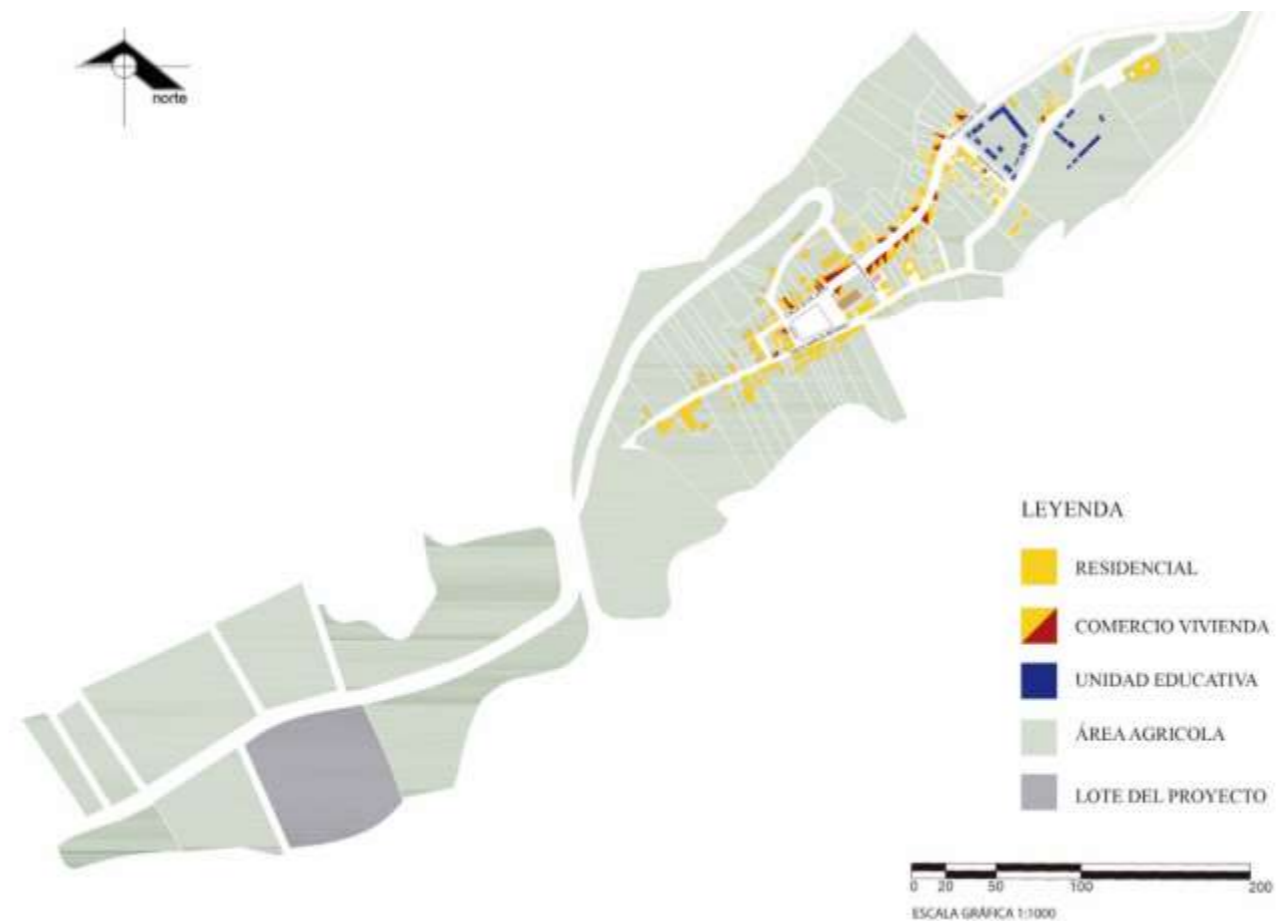 norte
LEYENDA
RESIDENCIAL
COMERCIO VIVIENDA
UNIDAD EDUCATIVA
ÁREA AGRICOLA
LOTE DEL PROYECTO
0 20 50 100 200
ESCALA GRÁFICA 1:1000